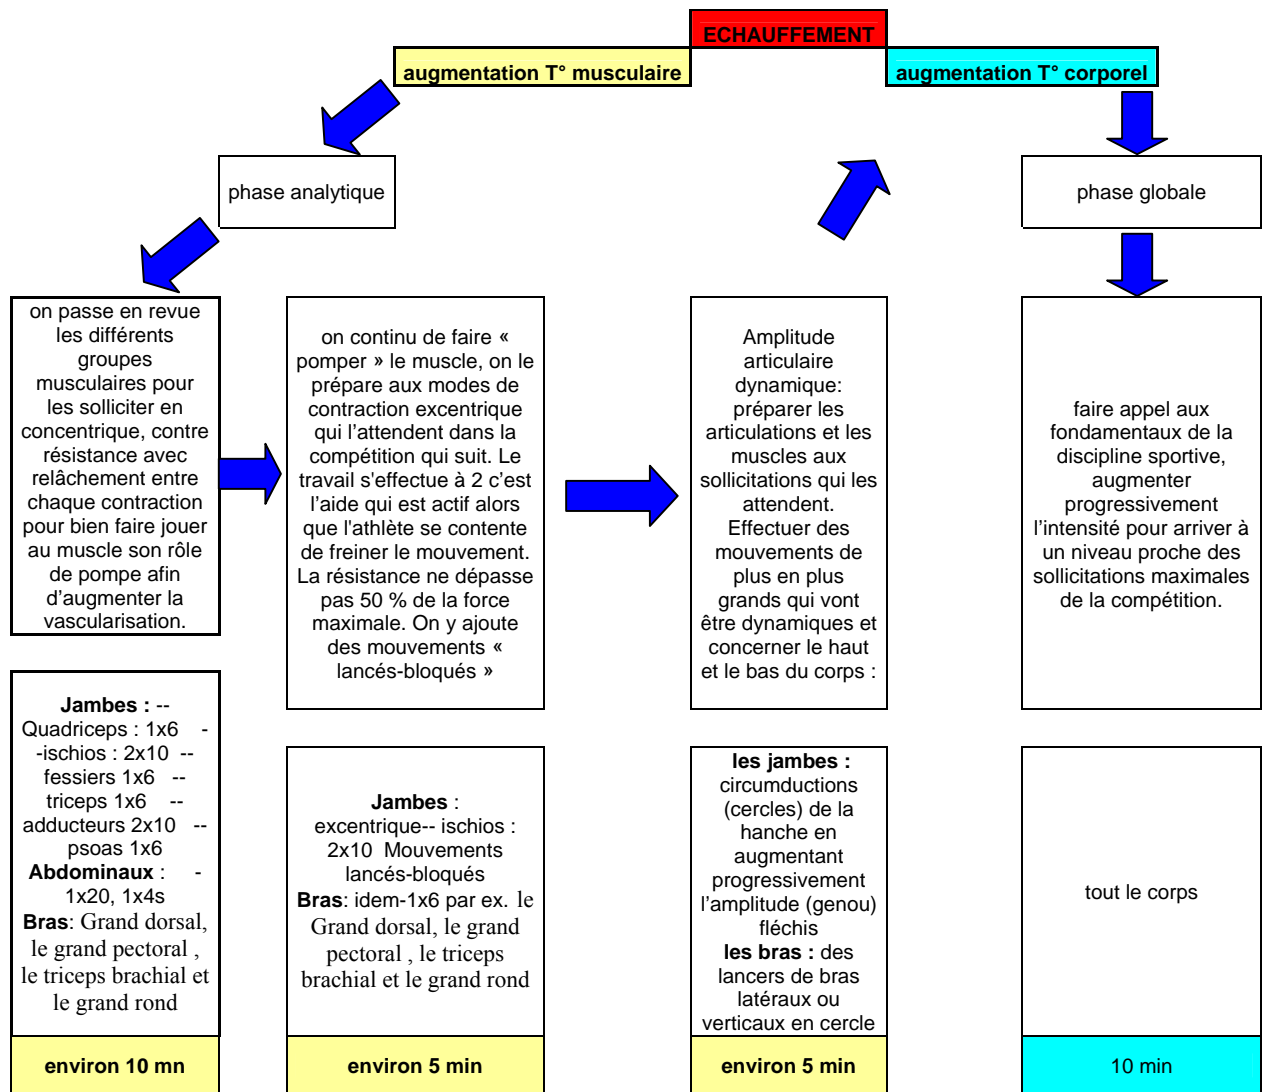 ECHAUFFEMENT
augmentation T° musculaire
augmentation T° corporel
phase analytique
phase globale
on passe en revue
les différents
groupes
musculaires pour
les solliciter en
concentrique, contre
résistance avec
relâchement entre
chaque contraction
pour bien faire jouer
au muscle son rôle
de pompe afin
d'augmenter la
vascularisation.
on continu de faire «
pomper » le muscle, on le
prépare aux modes de
contraction excentrique
qui l'attendent dans la
compétition qui suit. Le
travail s'effectue à 2 c'est
l'aide qui est actif alors
que l'athlète se contente
de freiner le mouvement.
La résistance ne dépasse
pas 50 % de la force
maximale. On y ajoute
des mouvements «
lancés-bloqués »
Amplitude
articulaire
dynamique:
préparer les
articulations et les
muscles aux
sollicitations qui les
attendent.
Effectuer des
mouvements de
plus en plus
grands qui vont
être dynamiques et
concerner le haut
et le bas du corps :
faire appel aux
fondamentaux de la
discipline sportive,
augmenter
progressivement
l'intensité pour arriver à
un niveau proche des
sollicitations maximales
de la compétition.
Jambes : --
Quadriceps : 1x6 -
-ischios : 2x10 --
fessiers 1x6 --
triceps 1x6 --
adducteurs 2x10 --
psoas 1x6
Abdominaux : -
1x20, 1x4s
Bras: Grand dorsal,
le grand pectoral ,
le triceps brachial et
le grand rond
Jambes :
excentrique-- ischios :
2x10 Mouvements
lancés-bloqués
Bras: idem-1x6 par ex. le
Grand dorsal, le grand
pectoral , le triceps
brachial et le grand rond
les jambes :
circumductions
(cercles) de la
hanche en
augmentant
progressivement
l'amplitude (genou)
fléchis
les bras : des
lancers de bras
latéraux ou
verticaux en cercle
tout le corps
environ 10 mn
environ 5 min
environ 5 min
10 min